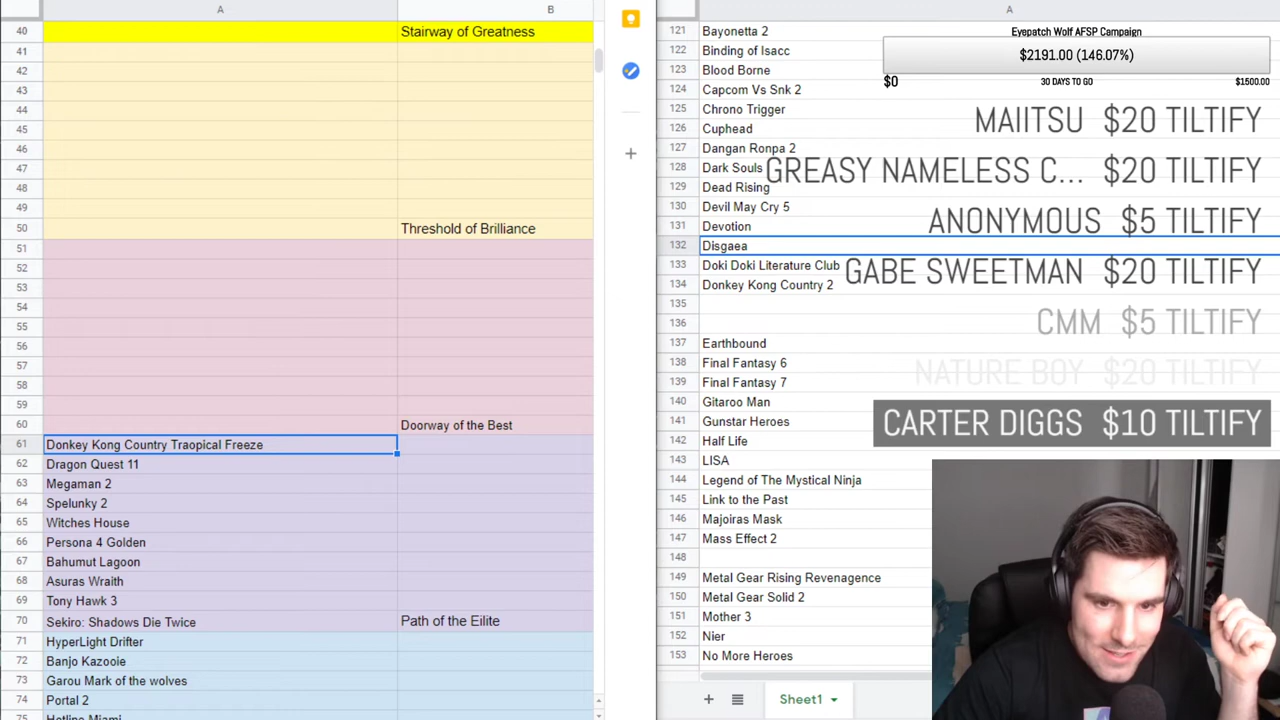 A
B
40 Stairway of Greatness
41
42
43
44
45
46
47
48
49
50 Threshold of Brilliance
51
52
53
54
55
56
57
58
59
60 Doorway of the Best
61 Donkey Kong Country Traopical Freeze
62 Dragon Quest 11
63 Megaman 2
64 Spelunky 2
65 Witches House
66 Persona 4 Golden
67 Bahumut Lagoon
68 Asuras Wraith
69 Tony Hawk 3
70 Sekiro: Shadows Die Twice Path of the Eilite
71 HyperLight Drifter
72 Banjo Kazooie
73 Garou Mark of the wolves
74 Portal 2
75 Hotline Miami
A
121 Bayonetta 2
122 Binding of Isacc
123 Blood Borne
124 Capcom Vs Snk 2
125 Chrono Trigger
126 Cuphead
127 Dangan Ronpa 2
128 Dark Souls
129 Dead Rising
130 Devil May Cry 5
131 Devotion
132 Disgaea
133 Doki Doki Literature Club
134 Donkey Kong Country 2
135
136
137 Earthbound
138 Final Fantasy 6
139 Final Fantasy 7
140 Gitaroo Man
141 Gunstar Heroes
142 Half Life
143 LISA
144 Legend of The Mystical Ninja
145 Link to the Past
146 Majoiras Mask
147 Mass Effect 2
148
149 Metal Gear Rising Revenagence
150 Metal Gear Solid 2
151 Mother 3
152 Nier
153 No More Heroes
Sheet1
Eyepatch Wolf AFSP Campaign
$2191.00 (146.07%)
$0 30 DAYS TO GO $1500.00
MAIITSU $20 TILTIFY
GREASY NAMELESS C... $20 TILTIFY
ANONYMOUS $5 TILTIFY
GABE SWEETMAN $20 TILTIFY
CMM $5 TILTIFY
NATURE BOY $20 TILTIFY
CARTER DIGGS $10 TILTIFY